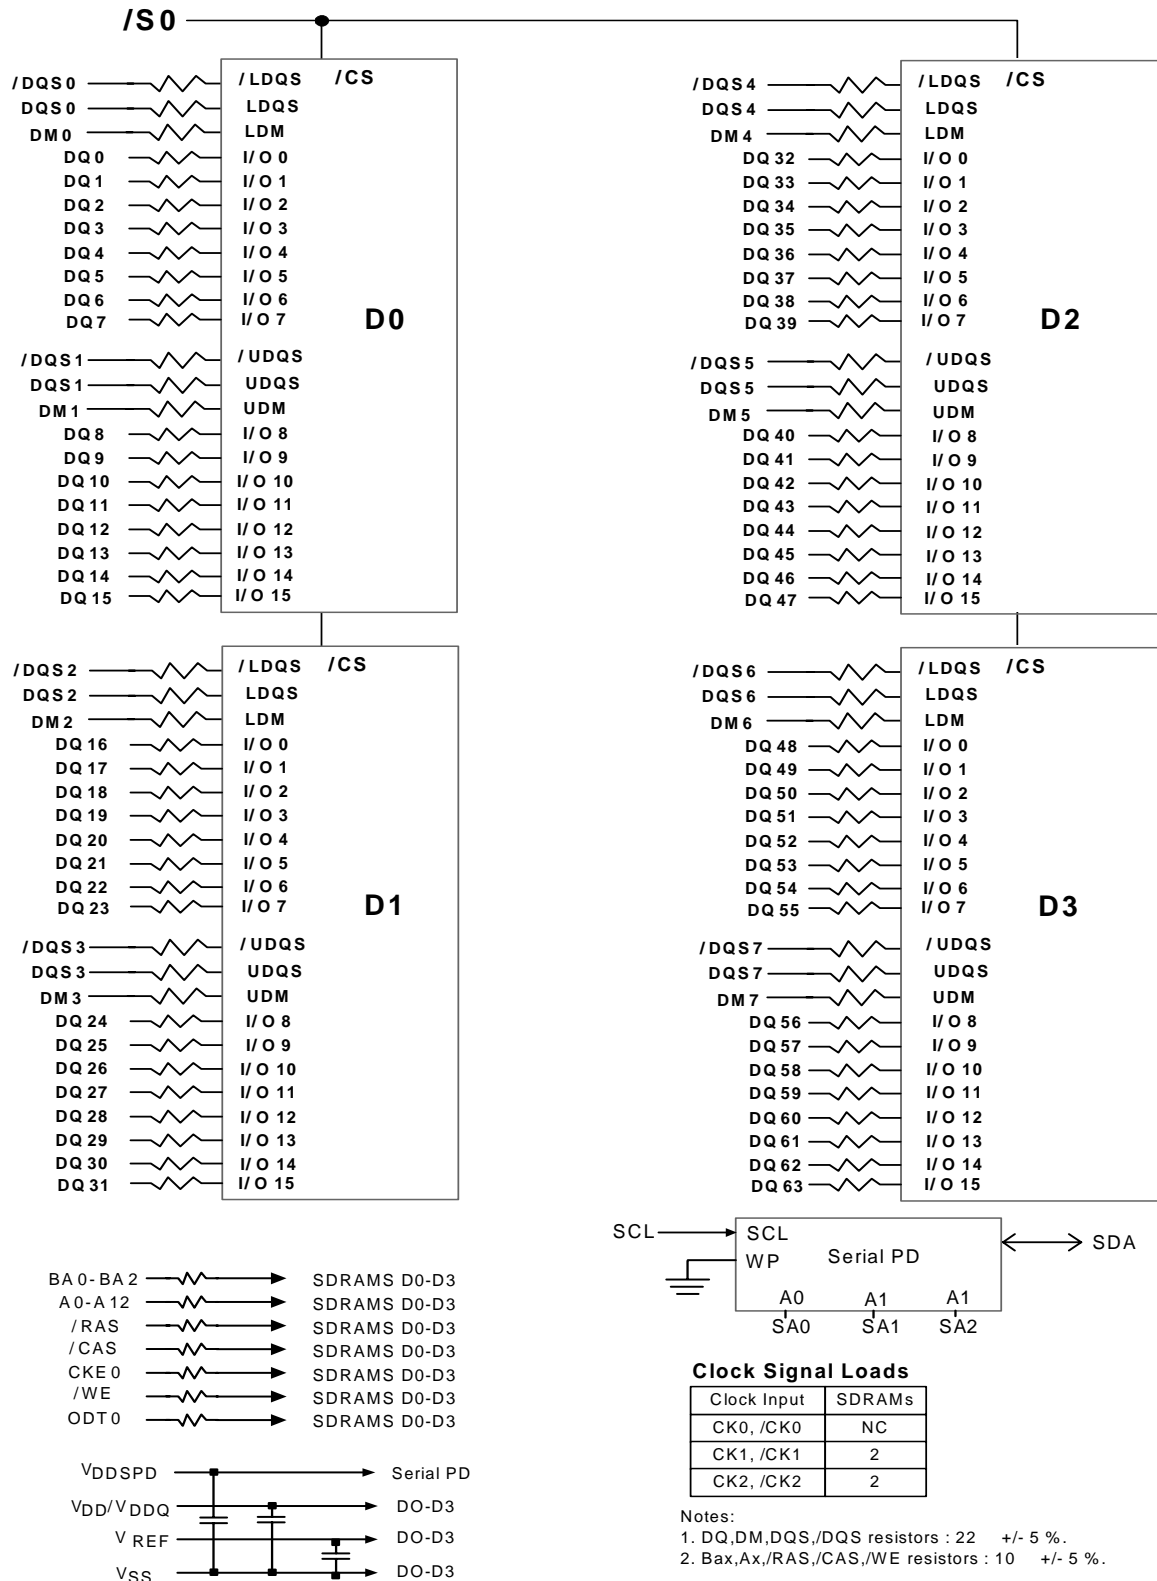 /S0
/DQS0 /LDQS /CS
DQS0 LDQS
DM0 LDM
DQ0 I/O 0
DQ1 I/O 1
DQ2 I/O 2
DQ3 I/O 3
DQ4 I/O 4
DQ5 I/O 5
DQ6 I/O 6
DQ7 I/O 7
D0
/DQS1 /UDQS
DQS1 UDQS
DM1 UDM
DQ8 I/O 8
DQ9 I/O 9
DQ10 I/O 10
DQ11 I/O 11
DQ12 I/O 12
DQ13 I/O 13
DQ14 I/O 14
DQ15 I/O 15
/DQS4 /LDQS /CS
DQS4 LDQS
DM4 LDM
DQ32 I/O 0
DQ33 I/O 1
DQ34 I/O 2
DQ35 I/O 3
DQ36 I/O 4
DQ37 I/O 5
DQ38 I/O 6
DQ39 I/O 7
D2
/DQS5 /UDQS
DQS5 UDQS
DM5 UDM
DQ40 I/O 8
DQ41 I/O 9
DQ42 I/O 10
DQ43 I/O 11
DQ44 I/O 12
DQ45 I/O 13
DQ46 I/O 14
DQ47 I/O 15
/DQS2 /LDQS /CS
DQS2 LDQS
DM2 LDM
DQ16 I/O 0
DQ17 I/O 1
DQ18 I/O 2
DQ19 I/O 3
DQ20 I/O 4
DQ21 I/O 5
DQ22 I/O 6
DQ23 I/O 7
D1
/DQS3 /UDQS
DQS3 UDQS
DM3 UDM
DQ24 I/O 8
DQ25 I/O 9
DQ26 I/O 10
DQ27 I/O 11
DQ28 I/O 12
DQ29 I/O 13
DQ30 I/O 14
DQ31 I/O 15
/DQS6 /LDQS /CS
DQS6 LDQS
DM6 LDM
DQ48 I/O 0
DQ49 I/O 1
DQ50 I/O 2
DQ51 I/O 3
DQ52 I/O 4
DQ53 I/O 5
DQ54 I/O 6
DQ55 I/O 7
D3
/DQS7 /UDQS
DQS7 UDQS
DM7 UDM
DQ56 I/O 8
DQ57 I/O 9
DQ58 I/O 10
DQ59 I/O 11
DQ60 I/O 12
DQ61 I/O 13
DQ62 I/O 14
DQ63 I/O 15
SCL SCL
WP Serial PD SDA
A0 A1 A1
SA0 SA1 SA2
BA0-BA2 SDRAMS D0-D3
A0-A12 SDRAMS D0-D3
/RAS SDRAMS D0-D3
/CAS SDRAMS D0-D3
CKE0 SDRAMS D0-D3
/WE SDRAMS D0-D3
ODT0 SDRAMS D0-D3
VDDSPD Serial PD
VDD/VDDQ DO-D3
VREF DO-D3
VSS DO-D3
Clock Signal Loads
Clock Input SDRAMs
CK0, /CK0 NC
CK1, /CK1 2
CK2, /CK2 2
Notes:
1. DQ,DM,DQS,/DQS resistors : 22 +/- 5 %.
2. Bax,Ax,/RAS,/CAS,/WE resistors : 10 +/- 5 %.